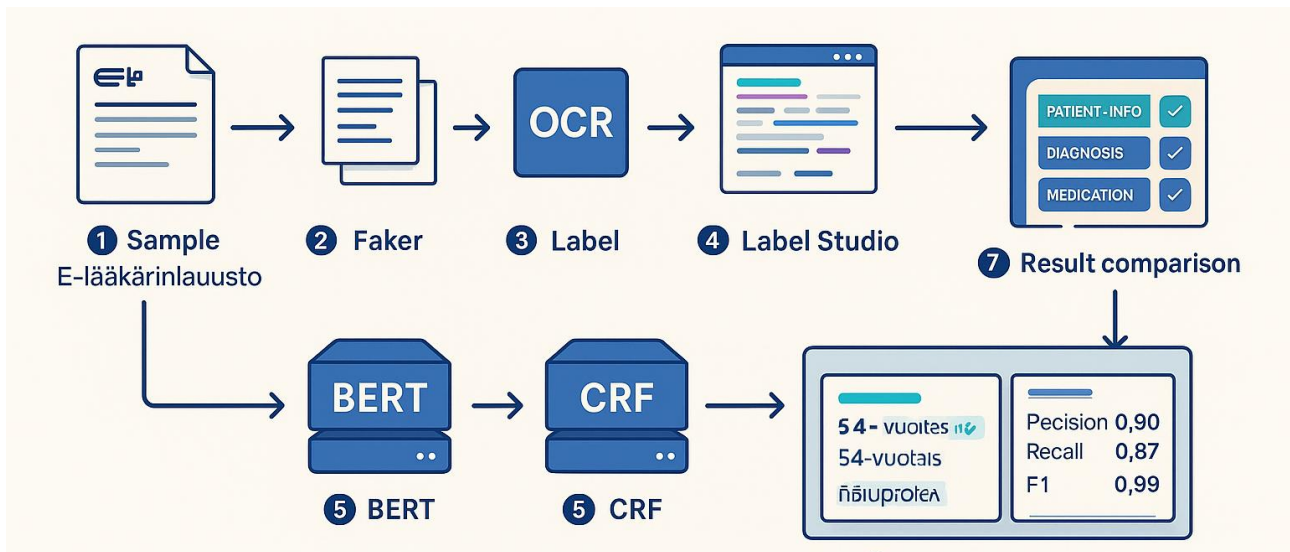 OCR
PATIENT-INFO
DIAGNOSIS
MEDICATION
1 Sample
E-lääkärinlauusto
2 Faker
3 Label
4 Label Studio
7 Result comparison
BERT
CRF
5 BERT
5 CRF
54- vuoites
54-vuotais
Pecision 0,90
Recall 0,87
F1 0,99